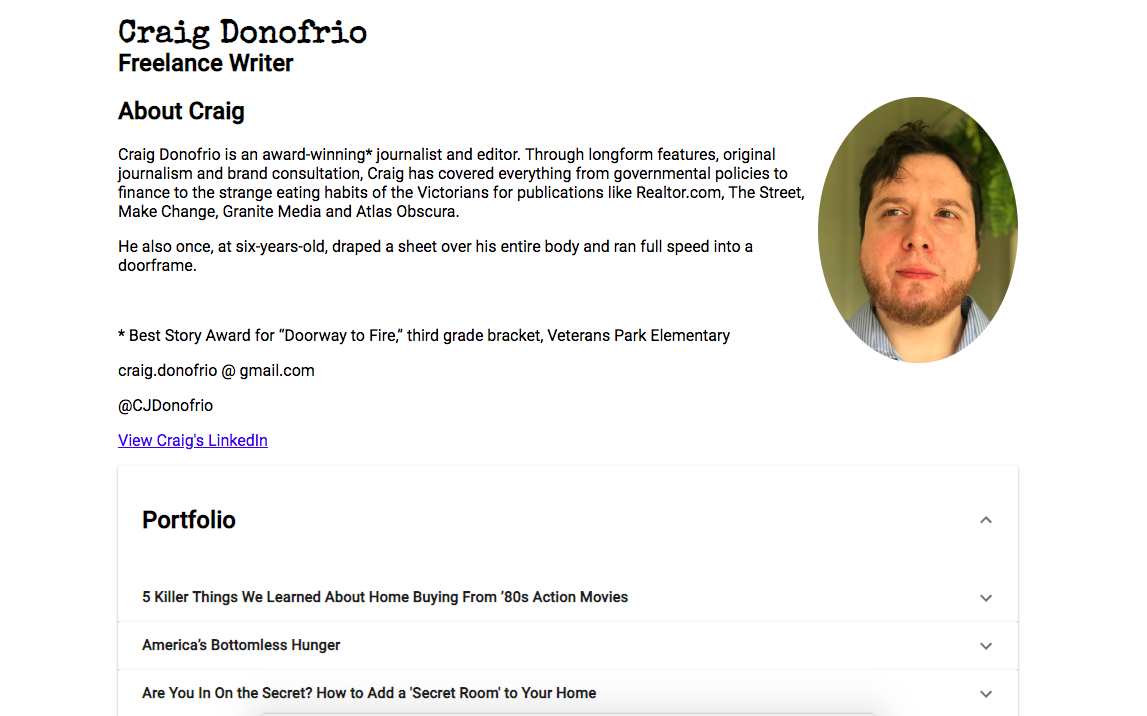 Craig Donofrio
Freelance Writer
About Craig
Craig Donofrio is an award-winning* journalist and editor. Through longform features, original
journalism and brand consultation, Craig has covered everything from governmental policies to
finance to the strange eating habits of the Victorians for publications like Realtor.com, The Street,
Make Change, Granite Media and Atlas Obscura.
He also once, at six-years-old, draped a sheet over his entire body and ran full speed into a
doorframe.
* Best Story Award for “Doorway to Fire,” third grade bracket, Veterans Park Elementary
craig.donofrio @ gmail.com
@CJDonofrio
View Craig's LinkedIn
Portfolio
5 Killer Things We Learned About Home Buying From ’80s Action Movies
America’s Bottomless Hunger
Are You In On the Secret? How to Add a 'Secret Room' to Your Home